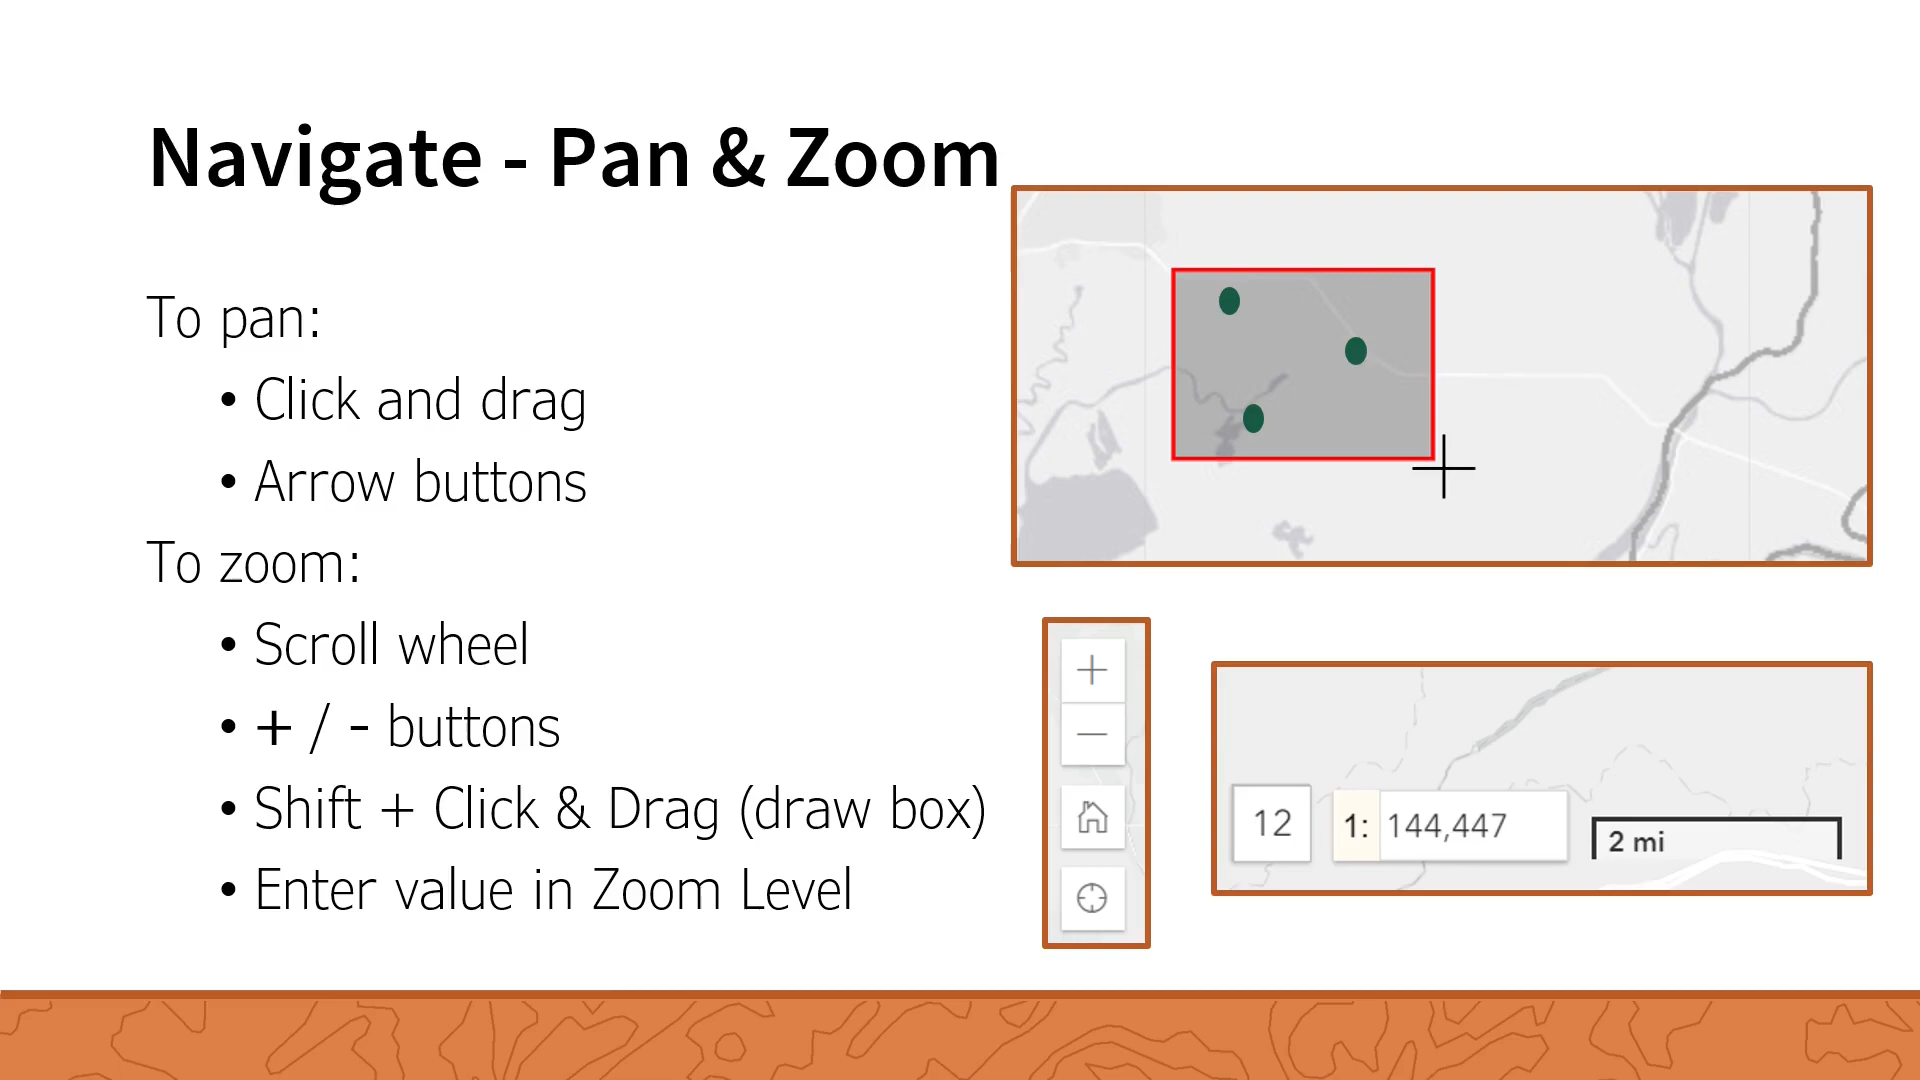 Navigate - Pan & Zoom
To pan:
• Click and drag
• Arrow buttons
To zoom:
• Scroll wheel
• + / - buttons
• Shift + Click & Drag (draw box)
• Enter value in Zoom Level
12
1: 144,447
2 mi